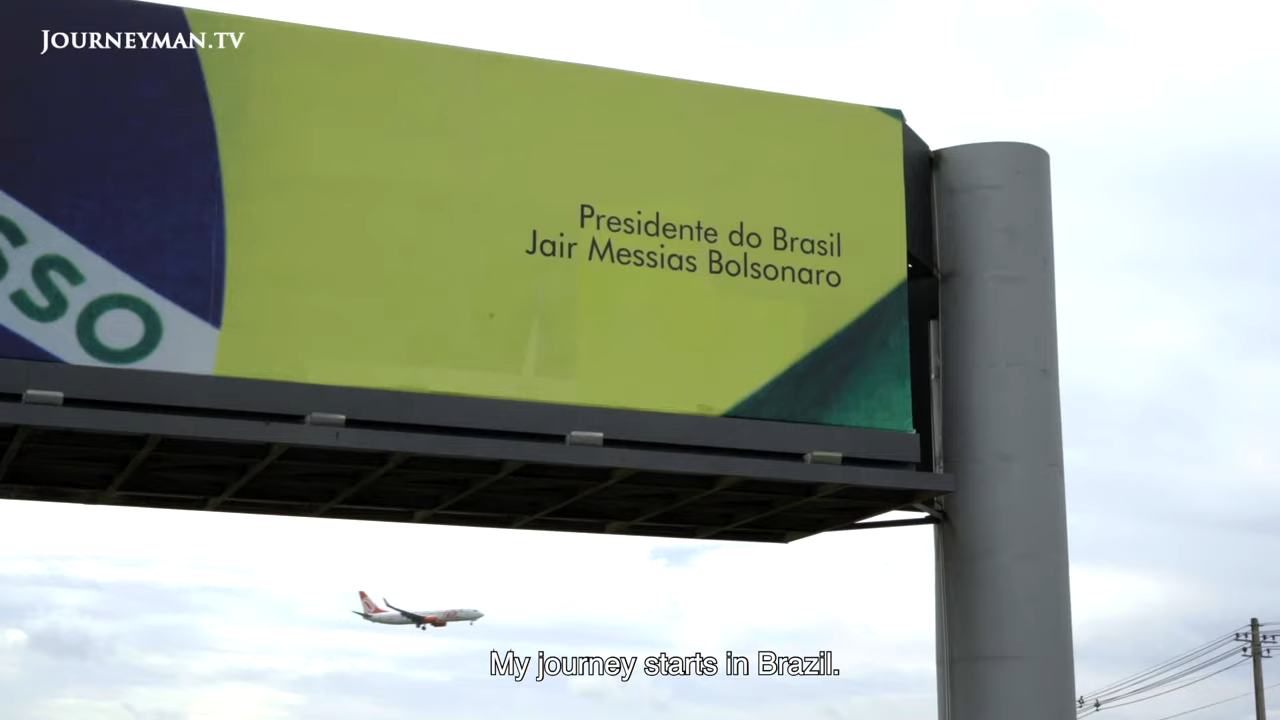 JOURNEYMAN.TV
Presidente do Brasil
Jair Messias Bolsonaro
SSO
My journey starts in Brazil.